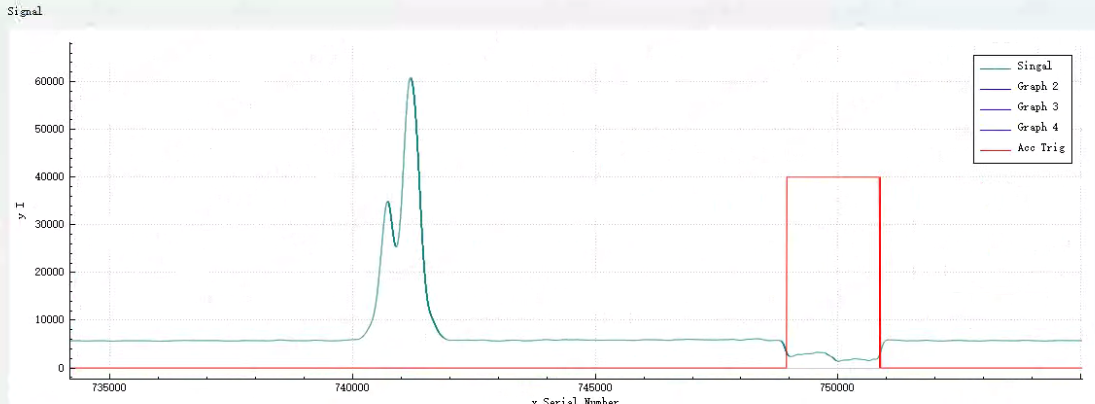 Signal
60000
50000
40000
30000
20000
10000
0
y I
735000
740000
745000
750000
x Serial Number
Singal
Graph 2
Graph 3
Graph 4
Acc Trig